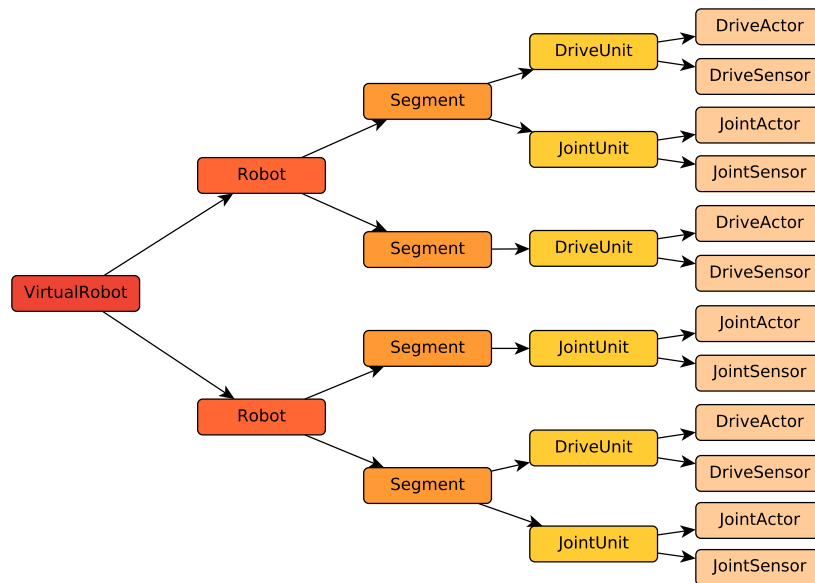 DriveActor
DriveUnit
DriveSensor
Segment
JointActor
JointUnit
JointSensor
Robot
DriveActor
Segment
DriveUnit
DriveSensor
VirtualRobot
JointActor
Segment
JointUnit
JointSensor
Robot
DriveActor
DriveUnit
DriveSensor
Segment
JointActor
JointUnit
JointSensor